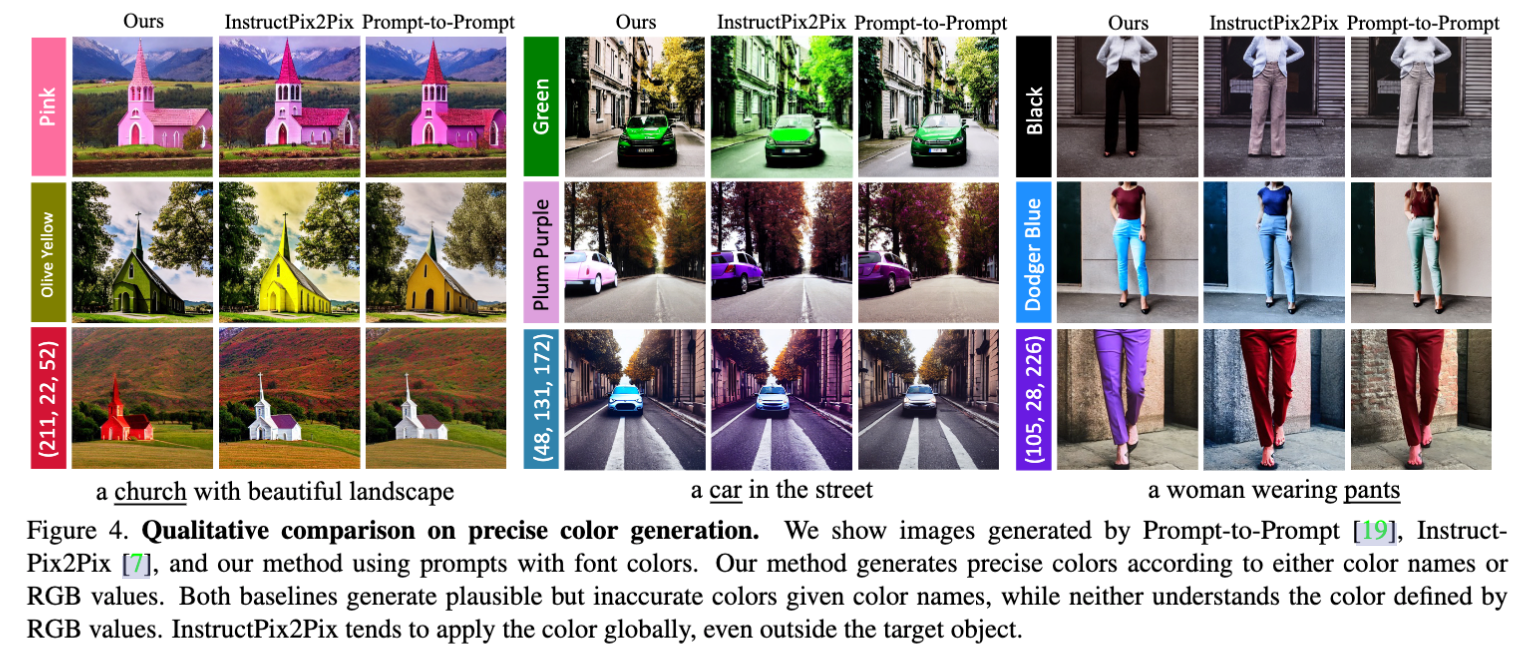 Ours InstructPix2Pix Prompt-to-Prompt Ours InstructPix2Pix Prompt-to-Prompt Ours InstructPix2Pix Prompt-to-Prompt
Pink
Olive Yellow
(211, 22, 52)
Green
Plum Purple
(48, 131, 172)
Black
Dodger Blue
(105, 28, 226)
a church with beautiful landscape
a car in the street
a woman wearing pants
Figure 4. Qualitative comparison on precise color generation. We show images generated by Prompt-to-Prompt [19], Instruct-
Pix2Pix [7], and our method using prompts with font colors. Our method generates precise colors according to either color names or
RGB values. Both baselines generate plausible but inaccurate colors given color names, while neither understands the color defined by
RGB values. InstructPix2Pix tends to apply the color globally, even outside the target object.